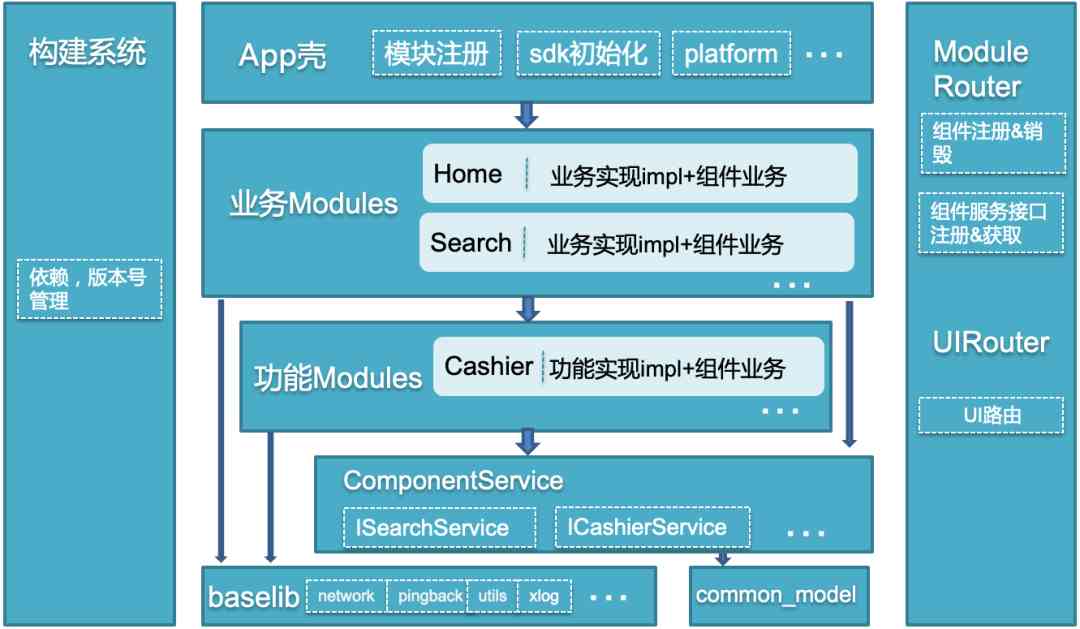 构建系统
依赖，版本号
管理
App壳
模块注册
sdk初始化
platform
...
业务Modules
Home
业务实现impl+组件业务
Search
业务实现impl+组件业务
...
功能Modules
Cashier
功能实现impl+组件业务
...
ComponentService
ISearchService
ICashierService
...
baselib
network
pingback
utils
xlog
...
common_model
Module
Router
组件注册&销
毁
组件服务接口
注册&获取
UIRouter
UI路由